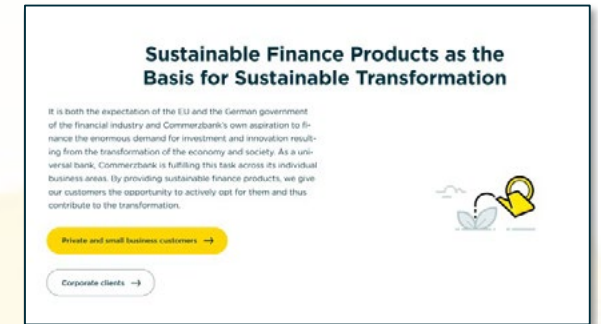 Sustainable Finance Products as the
Basis for Sustainable Transformation
It is both the expectation of the EU and the German government
of the financial industry and Commerzbank's own aspiration to fi-
nance the enormous demand for investment and innovation result-
ing from the transformation of the economy and society. As a uni-
versal bank, Commerzbank is fulfilling this task across its individual
business areas. By providing sustainable finance products, we give
our customers the opportunity to actively opt for them and thus
contribute to the transformation.
Private and small business customers →
Corporate clients →